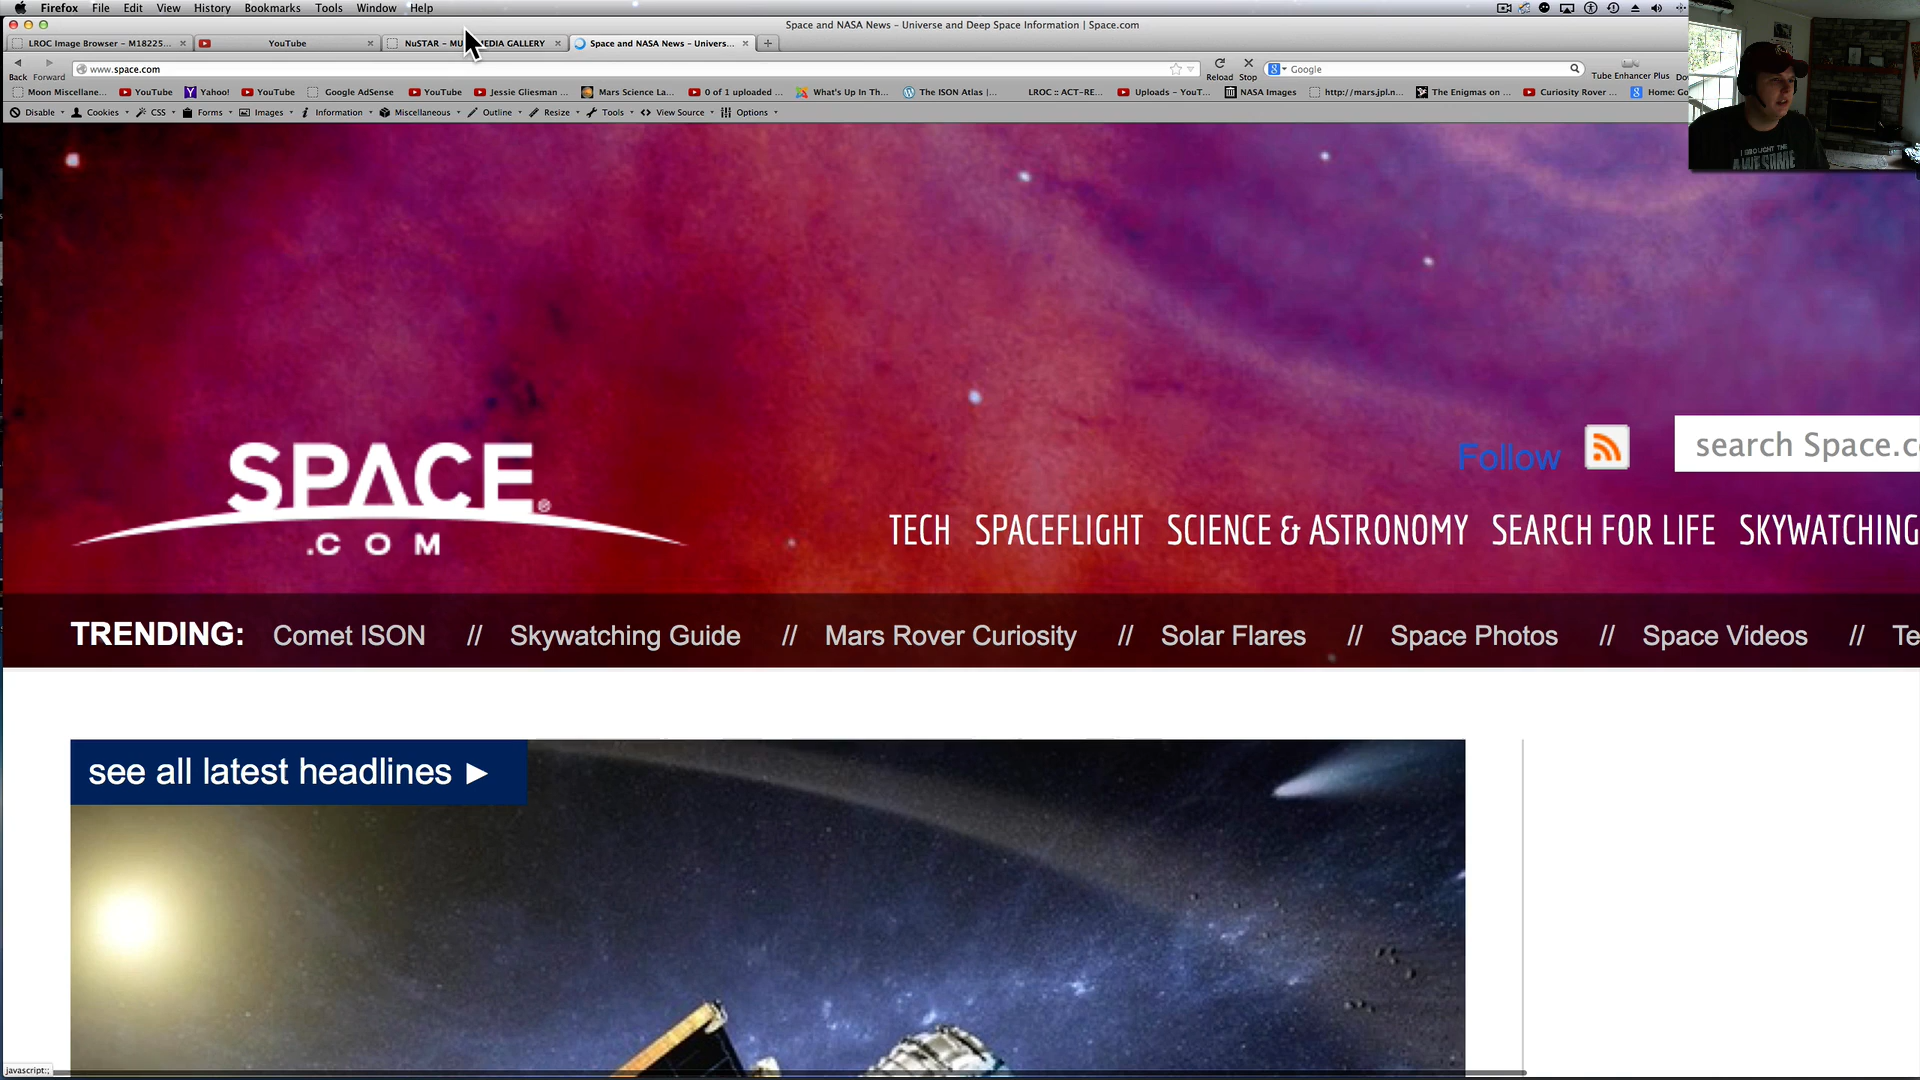 Firefox File Edit View History Bookmarks Tools Window Help
Space and NASA News - Universe and Deep Space Information | Space.com
LROC Image Browser - M18225... YouTube NuSTAR - MU MEDIA GALLERY Space and NASA News - Univers...
www.space.com Google
Back Forward Reload Stop Tube Enhancer Plus
Moon Miscellane... YouTube Yahoo! YouTube Google AdSense YouTube Jessie Gliesman ... Mars Science La... 0 of 1 uploaded ... What's Up In Th... The ISON Atlas |... LROC :: ACT-RE... Uploads - YouT... NASA Images http://mars.jpl.n... The Enigmas on ... Curiosity Rover ... Home: Go
Disable Cookies CSS Forms Images Information Miscellaneous Outline Resize Tools View Source Options
I BROUGHT THE
AWESOME
SPACE®
.COM
Follow search Space.c
TECH SPACEFLIGHT SCIENCE & ASTRONOMY SEARCH FOR LIFE SKYWATCHING
TRENDING: Comet ISON // Skywatching Guide // Mars Rover Curiosity // Solar Flares // Space Photos // Space Videos // Te
see all latest headlines ►
javascript:;